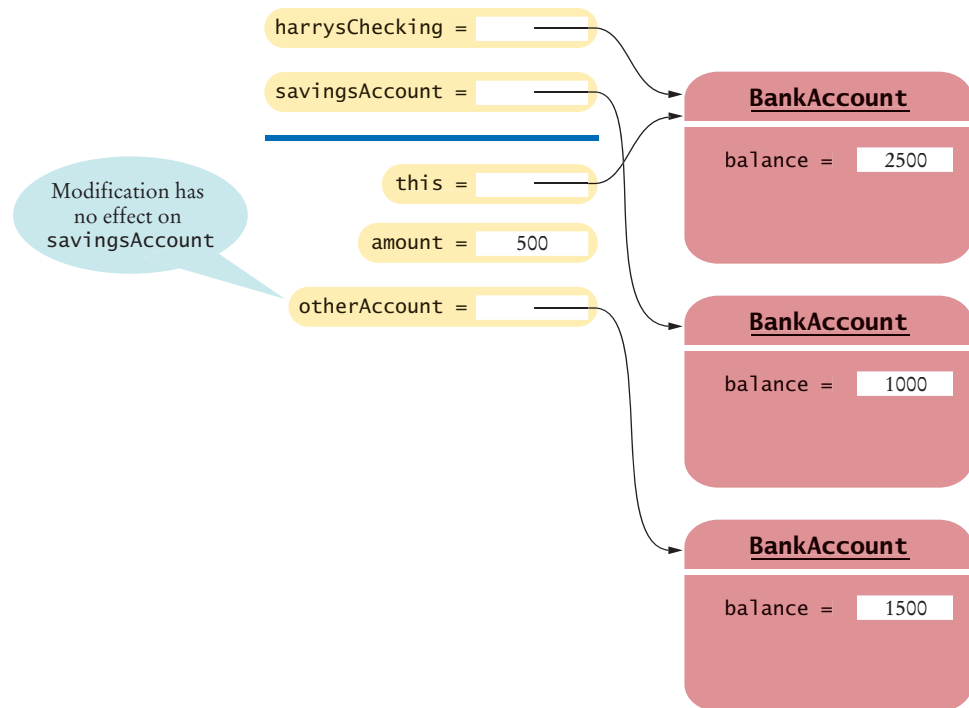 harrysChecking =
savingsAccount =
this =
amount = 500
otherAccount =
Modification has
no effect on
savingsAccount
BankAccount
balance = 2500
BankAccount
balance = 1000
BankAccount
balance = 1500